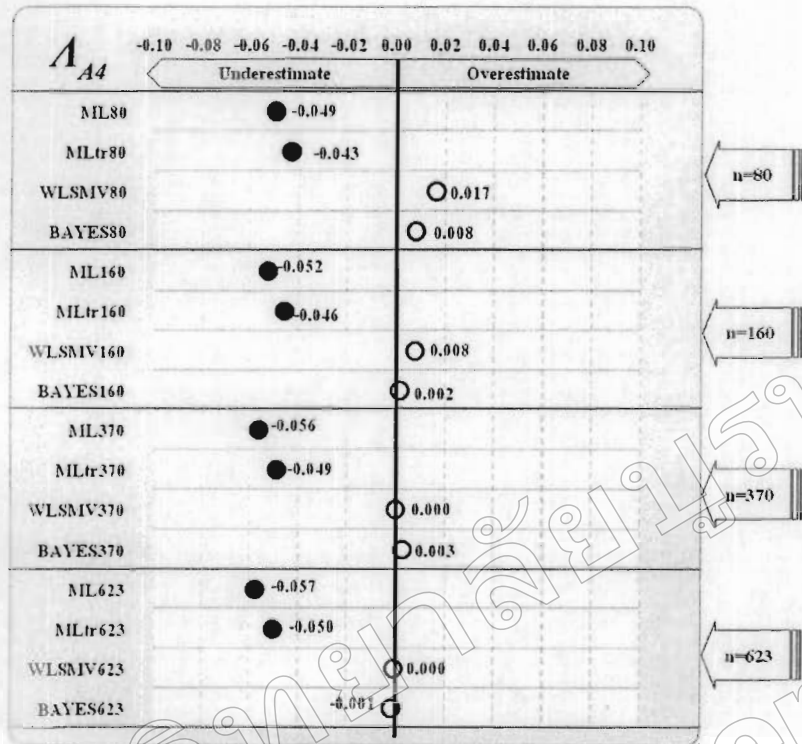 Λ A4
-0.10 -0.08 -0.06 -0.04 -0.02 0.00 0.02 0.04 0.06 0.08 0.10
Underestimate Overestimate
ML80 -0.049
MLtr80 -0.043
n=80
WLSMV80 0.017
BAYES80 0.008
ML160 -0.052
MLtr160 -0.046
n=160
WLSMV160 0.008
BAYES160 0.002
ML370 -0.056
MLtr370 -0.049
n=370
WLSMV370 0.000
BAYES370 0.003
ML623 -0.057
MLtr623 -0.050
n=623
WLSMV623 0.000
BAYES623 -0.001